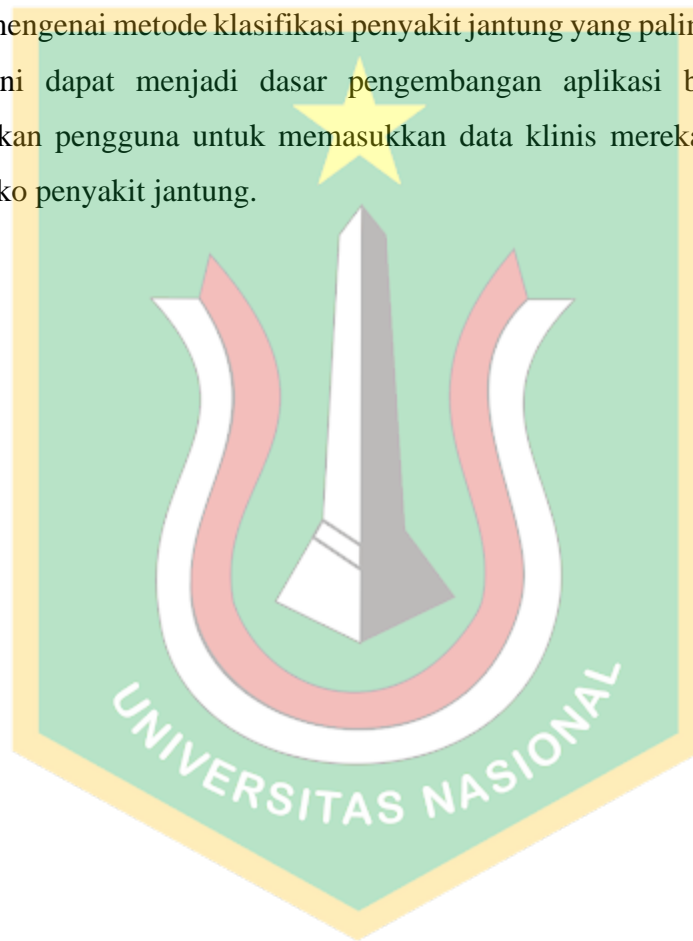 mengenai metode klasifikasi penyakit jantung yang palin
ni dapat menjadi dasar pengembangan aplikasi b
kan pengguna untuk memasukkan data klinis mereka
ko penyakit jantung.
UNIVERSITAS NASIONAL